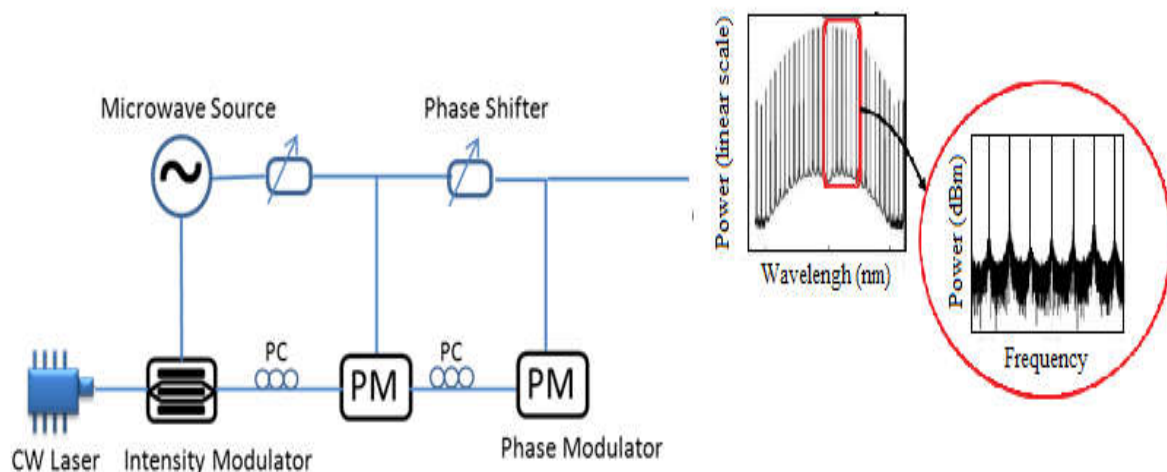 Microwave Source
Phase Shifter
PC
PC
PM
PM
CW Laser
Intensity Modulator
Phase Modulator
Power (linear scale)
Wavelengh (nm)
Power (dBm)
Frequency